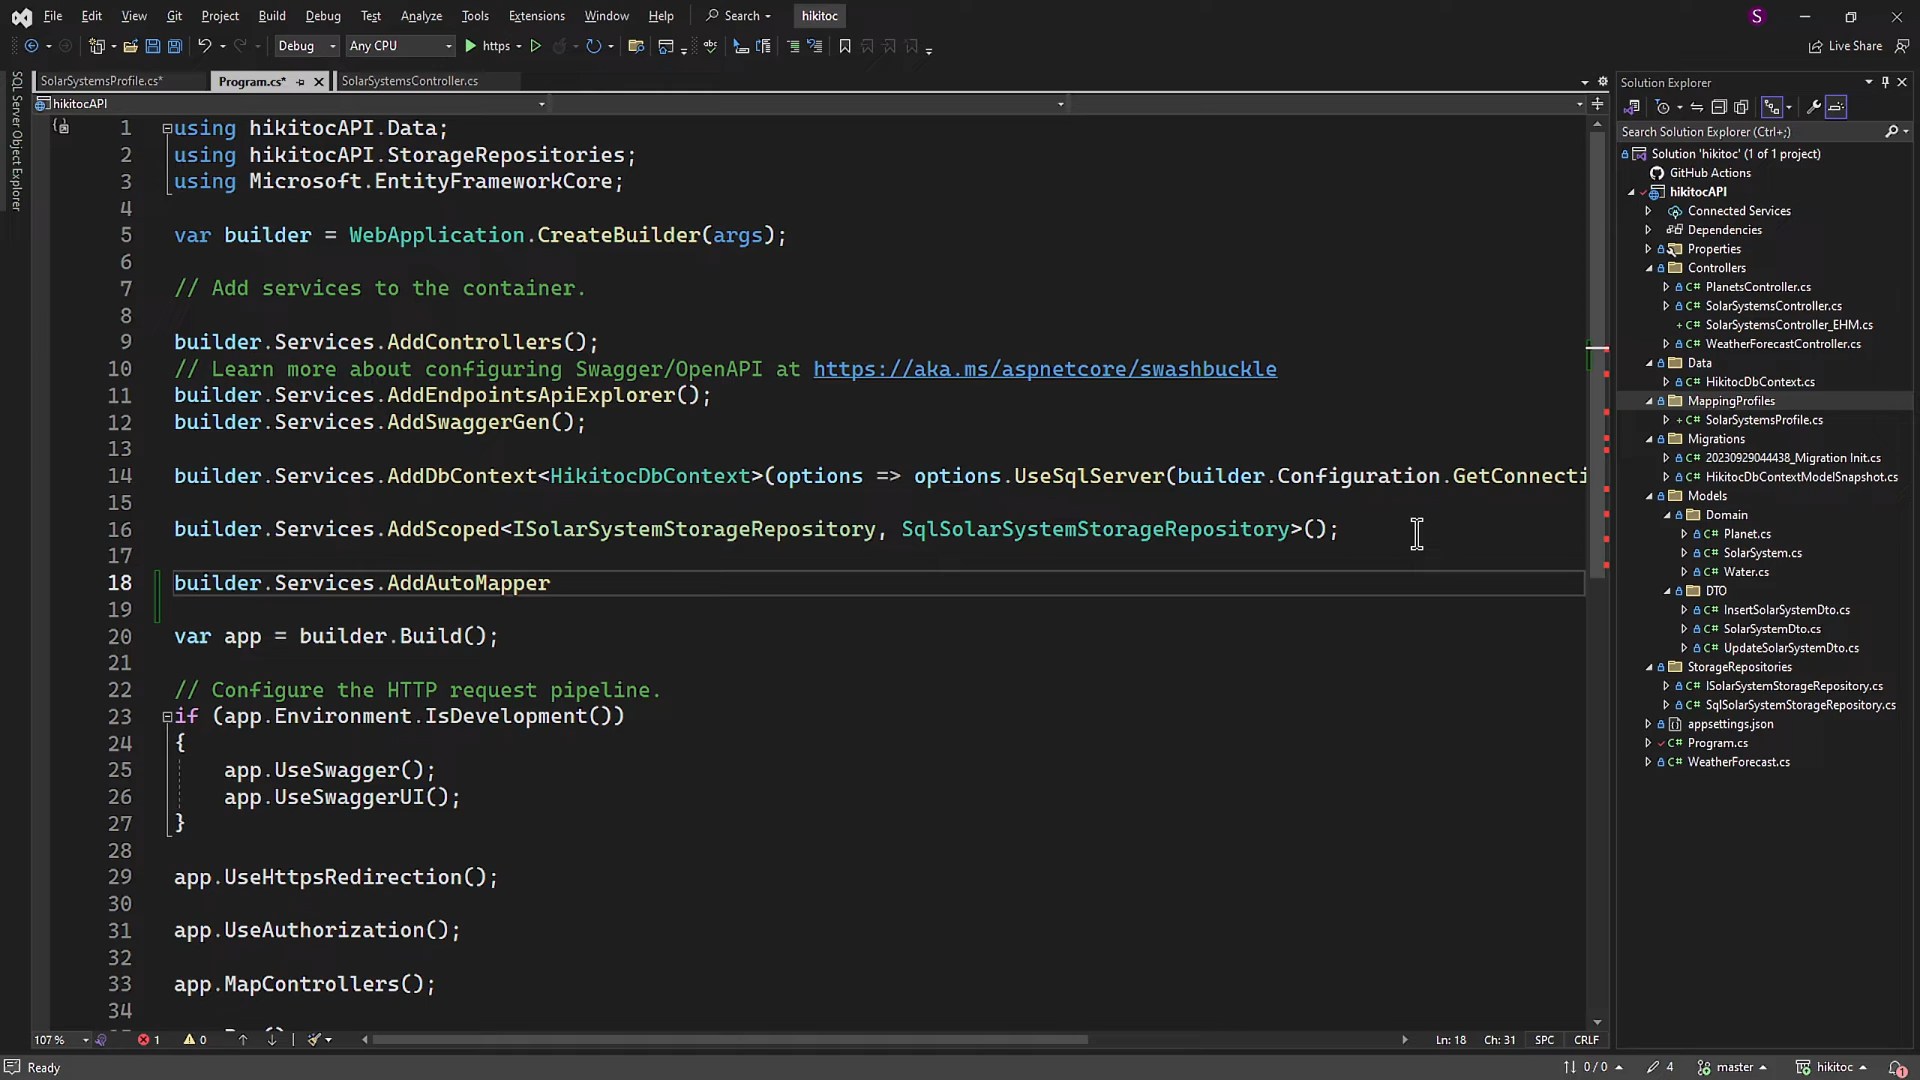 File Edit View Git Project Build Debug Test Analyze Tools Extensions Window Help Search hikitoc S
Debug Any CPU https Live Share
SolarSystemsProfile.cs* Program.cs* SolarSystemsController.cs
hikitocAPI
SQL Server Object Explorer
1 using hikitocAPI.Data;
2 using hikitocAPI.StorageRepositories;
3 using Microsoft.EntityFrameworkCore;
4
5 var builder = WebApplication.CreateBuilder(args);
6
7 // Add services to the container.
8
9 builder.Services.AddControllers();
10 // Learn more about configuring Swagger/OpenAPI at https://aka.ms/aspnetcore/swashbuckle
11 builder.Services.AddEndpointsApiExplorer();
12 builder.Services.AddSwaggerGen();
13
14 builder.Services.AddDbContext<HikitocDbContext>(options => options.UseSqlServer(builder.Configuration.GetConnecti
15
16 builder.Services.AddScoped<ISolarSystemStorageRepository, SqlSolarSystemStorageRepository>();
17
18 builder.Services.AddAutoMapper
19
20 var app = builder.Build();
21
22 // Configure the HTTP request pipeline.
23 if (app.Environment.IsDevelopment())
24 {
25 app.UseSwagger();
26 app.UseSwaggerUI();
27 }
28
29 app.UseHttpsRedirection();
30
31 app.UseAuthorization();
32
33 app.MapControllers();
34
107 % 1 0 Ln: 18 Ch: 31 SPC CRLF
Solution Explorer
Search Solution Explorer (Ctrl+;)
Solution 'hikitoc' (1 of 1 project)
GitHub Actions
hikitocAPI
Connected Services
Dependencies
Properties
Controllers
C# PlanetsController.cs
C# SolarSystemsController.cs
+ C# SolarSystemsController_EHM.cs
C# WeatherForecastController.cs
Data
C# HikitocDbContext.cs
MappingProfiles
+ C# SolarSystemsProfile.cs
Migrations
C# 20230929044438_Migration Init.cs
C# HikitocDbContextModelSnapshot.cs
Models
Domain
C# Planet.cs
C# SolarSystem.cs
C# Water.cs
DTO
C# InsertSolarSystemDto.cs
C# SolarSystemDto.cs
C# UpdateSolarSystemDto.cs
StorageRepositories
C# ISolarSystemStorageRepository.cs
C# SqlSolarSystemStorageRepository.cs
appsettings.json
C# Program.cs
C# WeatherForecast.cs
Ready 0 / 0 4 master hikitoc 1